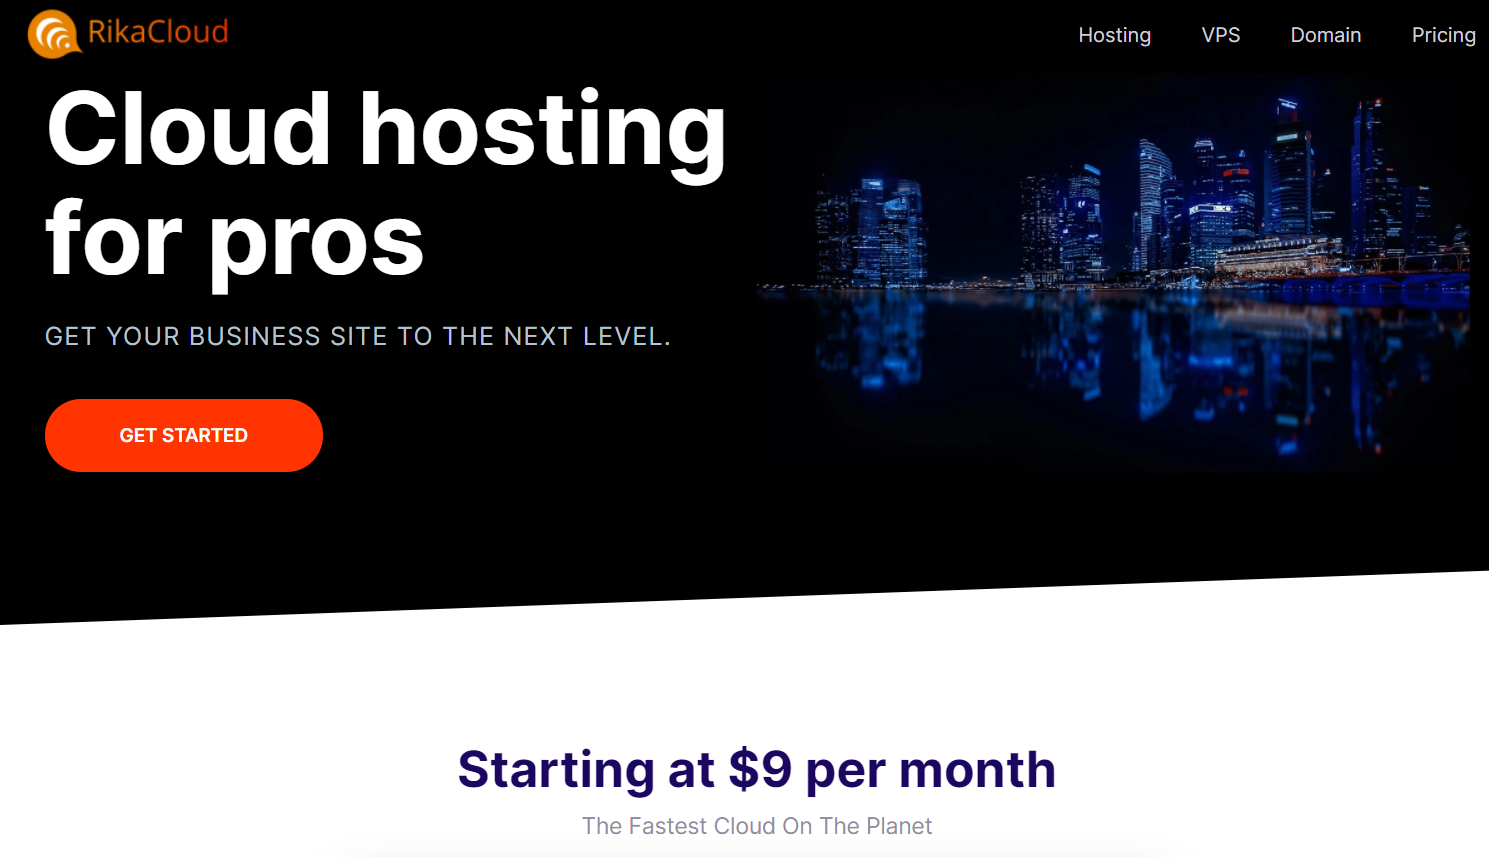 RikaCloud
Hosting
VPS
Domain
Pricing
Cloud hosting
for pros
GET YOUR BUSINESS SITE TO THE NEXT LEVEL.
GET STARTED
Starting at $9 per month
The Fastest Cloud On The Planet